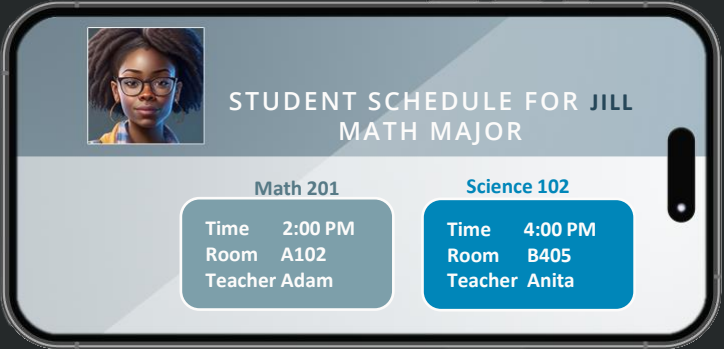 STUDENT SCHEDULE FOR JILL
MATH MAJOR
Math 201
Time 2:00 PM
Room A102
Teacher Adam
Science 102
Time 4:00 PM
Room B405
Teacher Anita